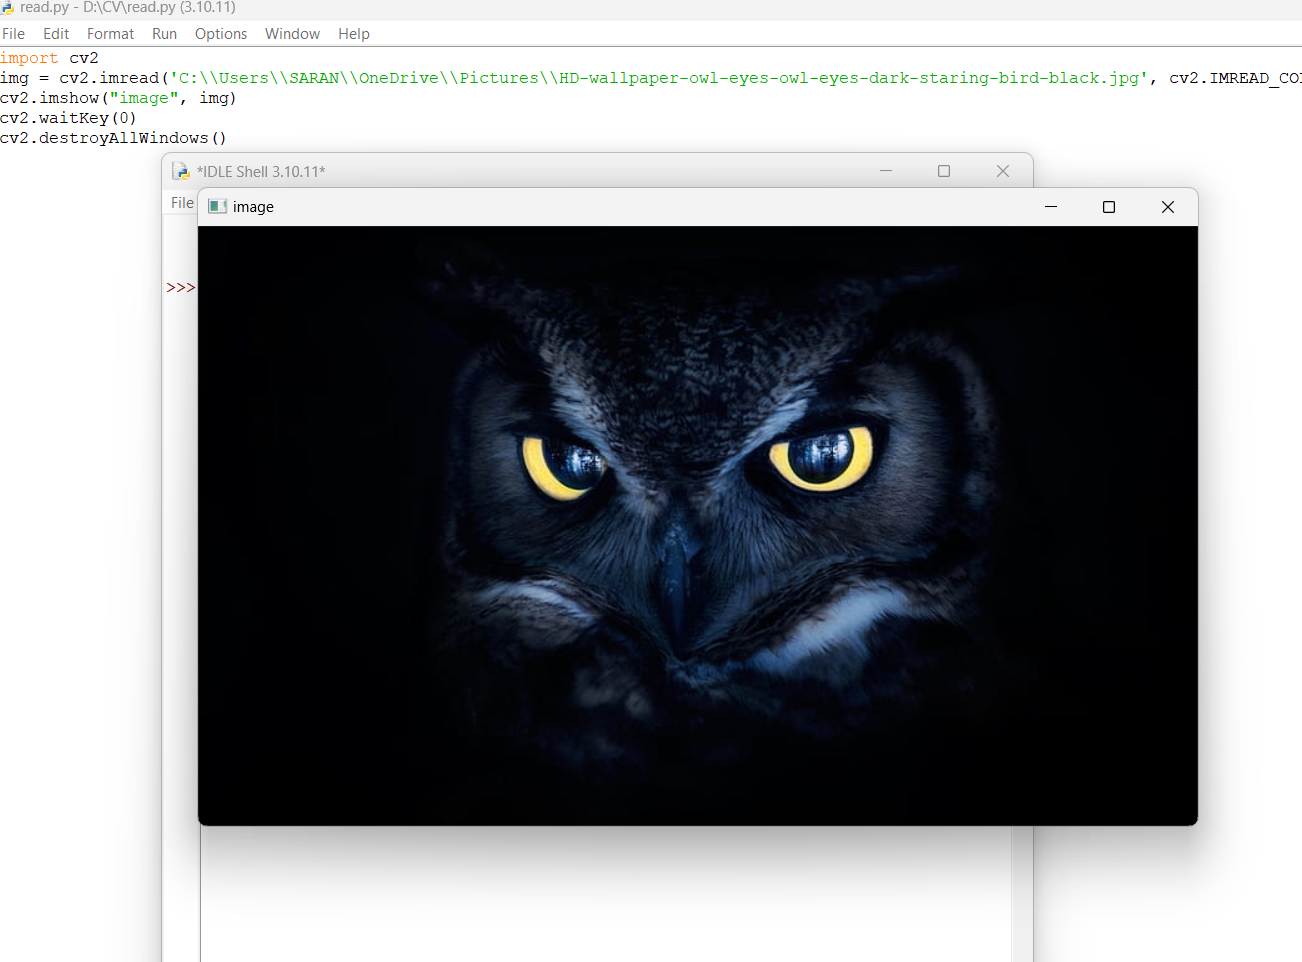 read.py - D:\CV\read.py (3.10.11)
File Edit Format Run Options Window Help
import cv2
img = cv2.imread('C:\\Users\\SARAN\\OneDrive\\Pictures\\HD-wallpaper-owl-eyes-owl-eyes-dark-staring-bird-black.jpg', cv2.IMREAD_CO
cv2.imshow("image", img)
cv2.waitKey(0)
cv2.destroyAllWindows()
*IDLE Shell 3.10.11*
File
image
>>>